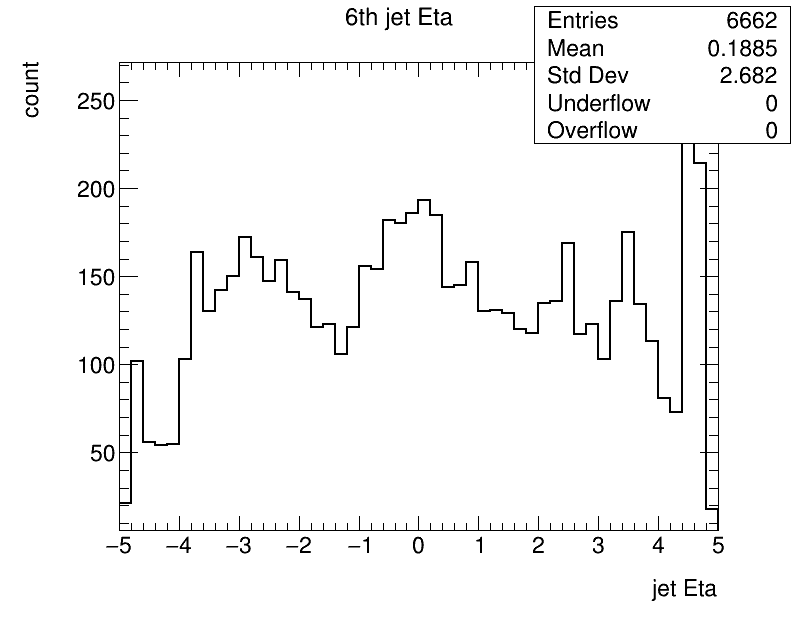 6th jet Eta
Entries 6662
Mean 0.1885
Std Dev 2.682
Underflow 0
Overflow 0
count
250
200
150
100
50
−5 −4 −3 −2 −1 0 1 2 3 4 5
jet Eta